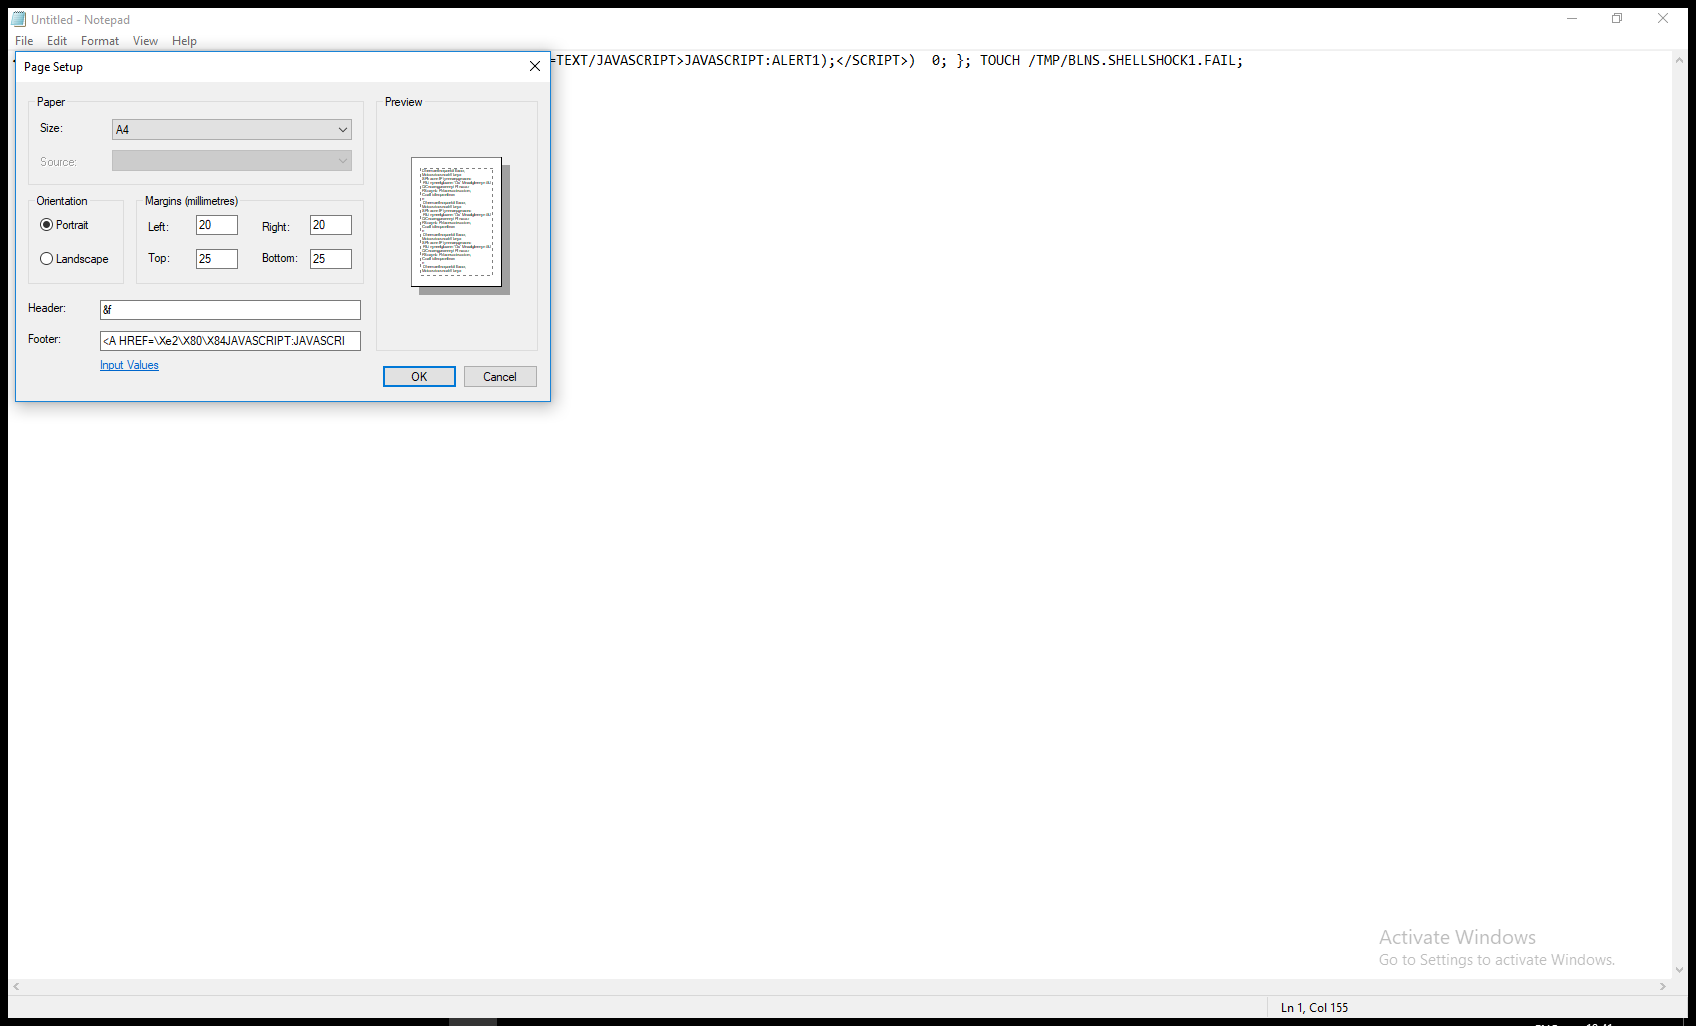 Untitled - Notepad
File Edit Format View Help
=TEXT/JAVASCRIPT>JAVASCRIPT:ALERT1);</SCRIPT>)  0; }; TOUCH /TMP/BLNS.SHELLSHOCK1.FAIL;
Page Setup
Paper
Size: A4
Source:
Orientation
Portrait
Landscape
Margins (millimetres)
Left: 20 Right: 20
Top: 25 Bottom: 25
Header: &f
Footer: <A HREF=\Xe2\X80\X84JAVASCRIPT:JAVASCRI
Input Values
Preview
OK Cancel
Activate Windows
Go to Settings to activate Windows.
Ln 1, Col 155